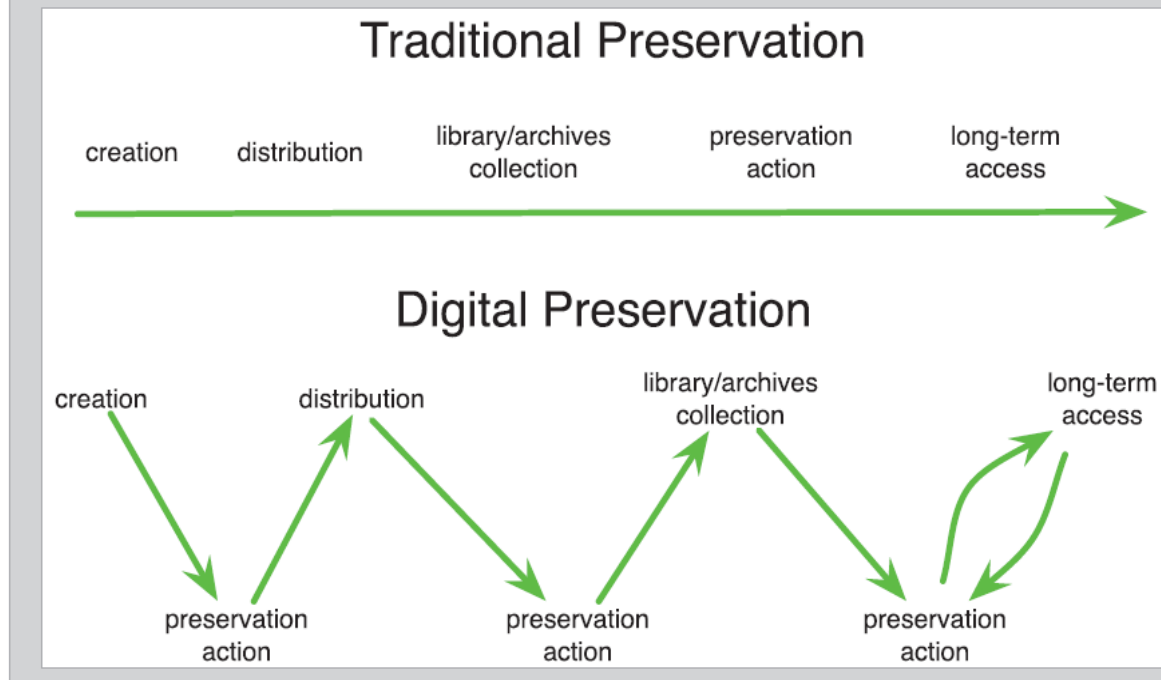 Traditional Preservation
creation
distribution
library/archives
collection
preservation
action
long-term
access
Digital Preservation
creation
distribution
library/archives
collection
long-term
access
preservation
action
preservation
action
preservation
action